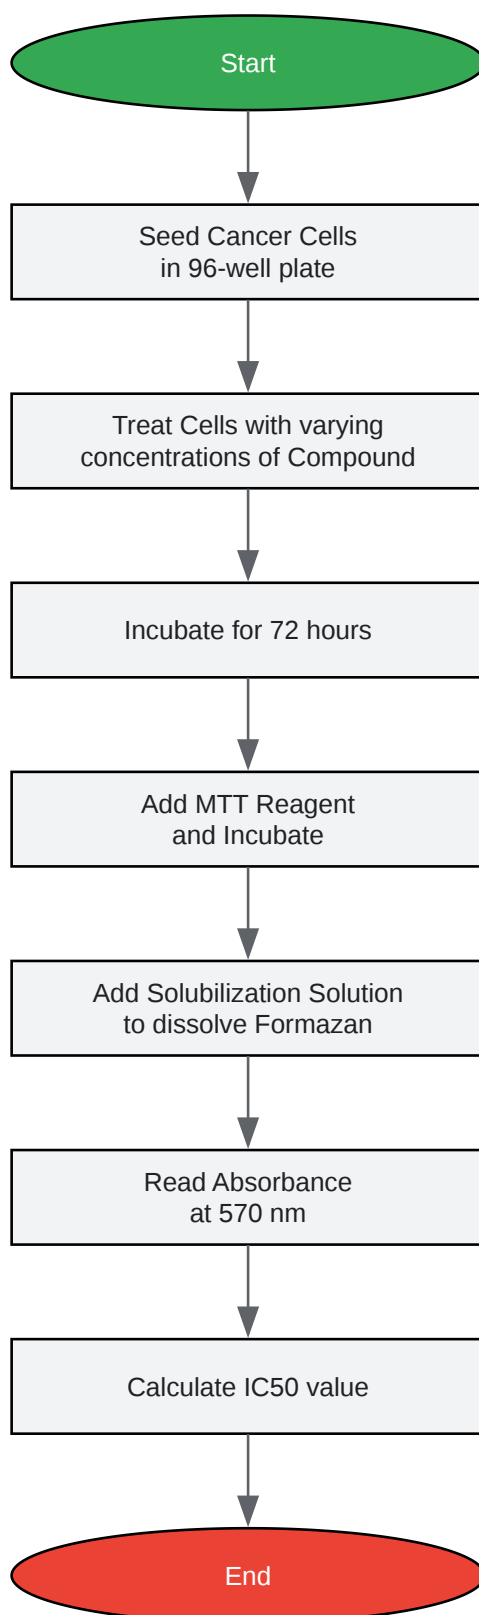 Start
Seed Cancer Cells
in 96-well plate
Treat Cells with varying
concentrations of Compound
Incubate for 72 hours
Add MTT Reagent
and Incubate
Add Solubilization Solution
to dissolve Formazan
Read Absorbance
at 570 nm
Calculate IC50 value
End